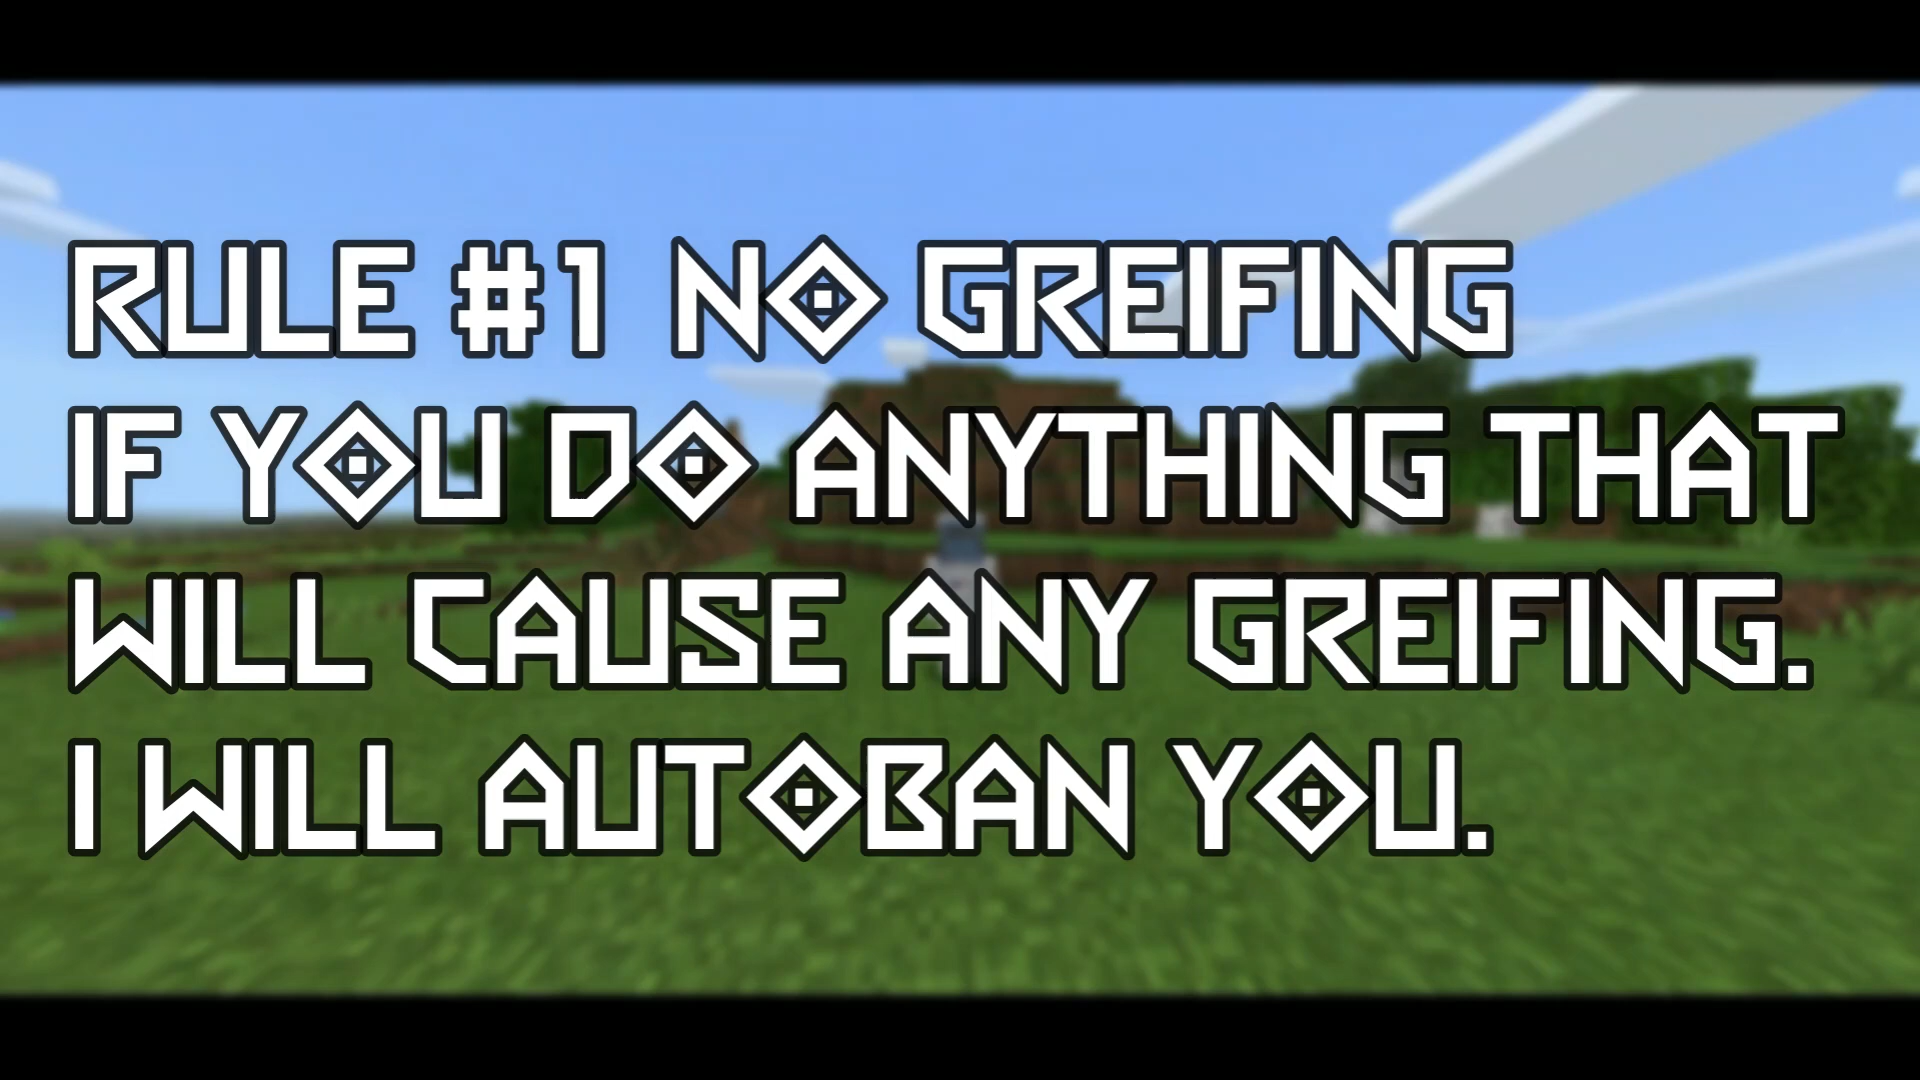 RULE #1 NO GREIFING
IF YOU DO ANYTHING THAT
WILL CAUSE ANY GREIFING.
I WILL AUTOBAN YOU.